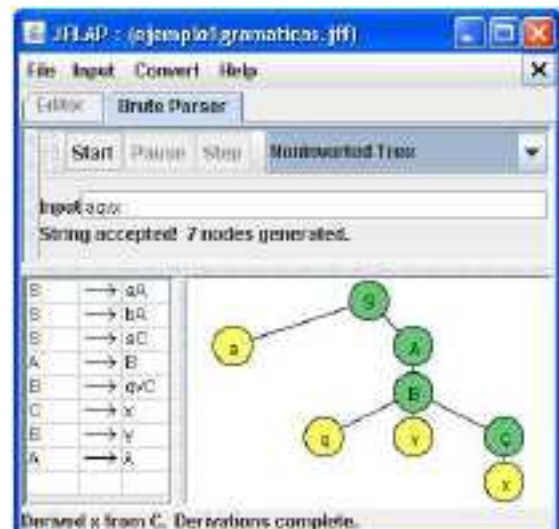 JFLAP : (ejemplo1gramaticas.jff)
File Input Convert Help
Editor Brute Parser
Start Pause Step Noninverted Tree
Input
String accepted! 7 nodes generated.
S → aA
S → bA
S → aC
A → B
B → qvC
C → x
B → v
A → λ
S
a A
B
q v C
x
Derived x from C. Derivations complete.